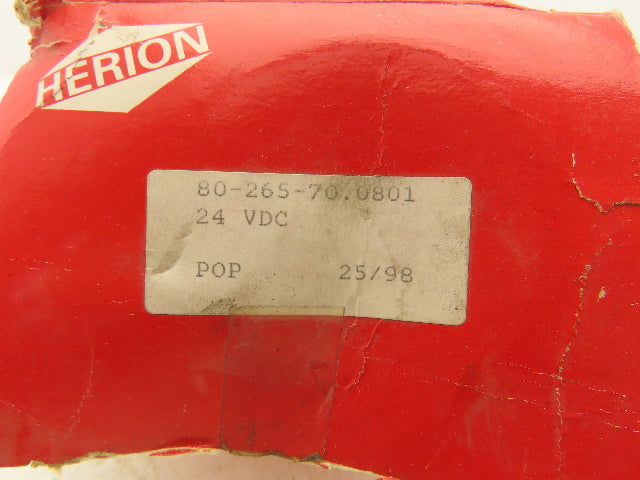 HERION
80-265-70.0801
24 VDC
POP 25/98